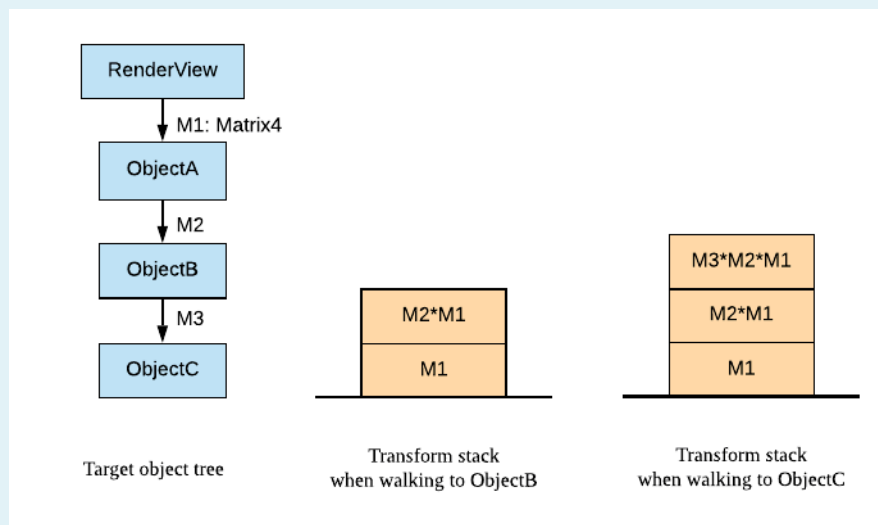 RenderView
M1: Matrix4
ObjectA
M2
ObjectB
M3
ObjectC
Target object tree
M2*M1
M1
Transform stack
when walking to ObjectB
M3*M2*M1
M2*M1
M1
Transform stack
when walking to ObjectC